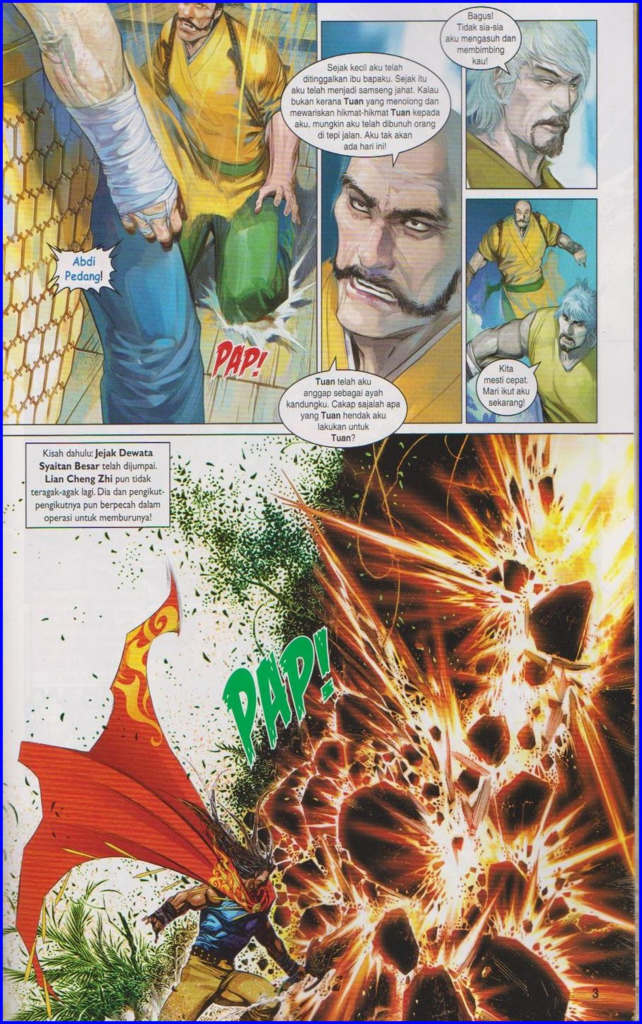 Abdi
Pedang!
PAP!
Sejak kecil aku telah
ditinggalkan ibu bapaku. Sejak itu
aku telah menjadi samseng jahat. Kalau
bukan kerana Tuan yang menolong dan
mewariskan hikmat-hikmat Tuan kepada
aku, mungkin aku telah dibunuh orang
di tepi jalan. Aku tak akan
ada hari ini!
Tuan telah aku
anggap sebagai ayah
kandungku. Cakap sajalah apa
yang Tuan hendak aku
lakukan untuk
Tuan?
Bagus!
Tidak sia-sia
aku mengasuh dan
membimbing
kau!
Kita
mesti cepat.
Mari ikut aku
sekarang!
Kisah dahulu: Jejak Dewata
Syaitan Besar telah dijumpai.
Lian Cheng Zhi pun tidak
teragak-agak lagi. Dia dan pengikut-
pengikutnya pun berpecah dalam
operasi untuk memburunya!
PAP!
3